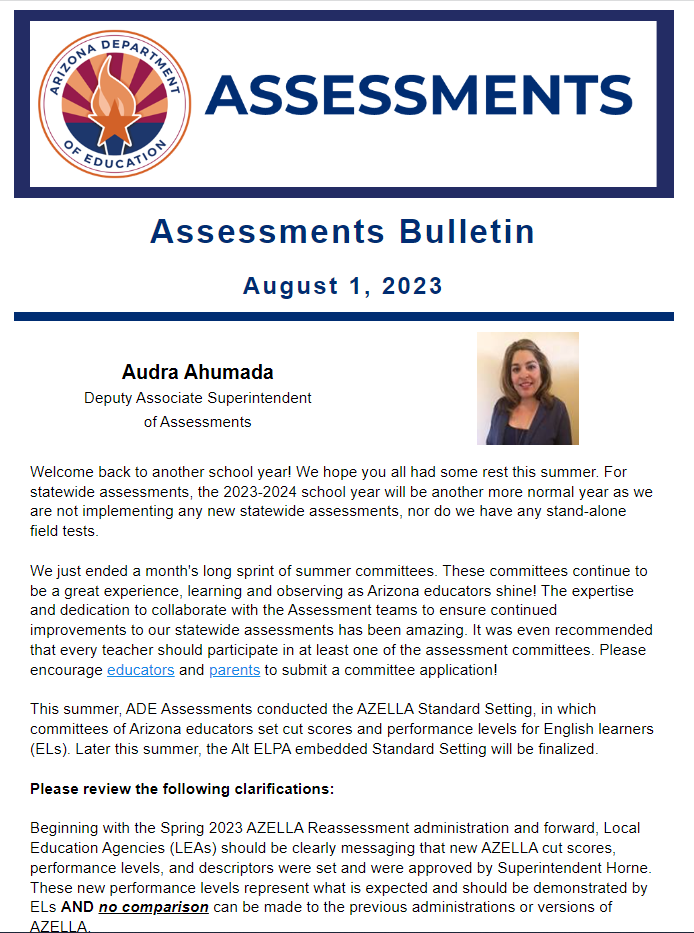 ARIZONA DEPARTMENT
OF EDUCATION
ASSESSMENTS
Assessments Bulletin
August 1, 2023
Audra Ahumada
Deputy Associate Superintendent
of Assessments
Welcome back to another school year! We hope you all had some rest this summer. For
statewide assessments, the 2023-2024 school year will be another more normal year as we
are not implementing any new statewide assessments, nor do we have any stand-alone
field tests.
We just ended a month's long sprint of summer committees. These committees continue to
be a great experience, learning and observing as Arizona educators shine! The expertise
and dedication to collaborate with the Assessment teams to ensure continued
improvements to our statewide assessments has been amazing. It was even recommended
that every teacher should participate in at least one of the assessment committees. Please
encourage educators and parents to submit a committee application!
This summer, ADE Assessments conducted the AZELLA Standard Setting, in which
committees of Arizona educators set cut scores and performance levels for English learners
(ELs). Later this summer, the Alt ELPA embedded Standard Setting will be finalized.
Please review the following clarifications:
Beginning with the Spring 2023 AZELLA Reassessment administration and forward, Local
Education Agencies (LEAs) should be clearly messaging that new AZELLA cut scores,
performance levels, and descriptors were set and were approved by Superintendent Horne.
These new performance levels represent what is expected and should be demonstrated by
ELs AND no comparison can be made to the previous administrations or versions of
AZELLA.